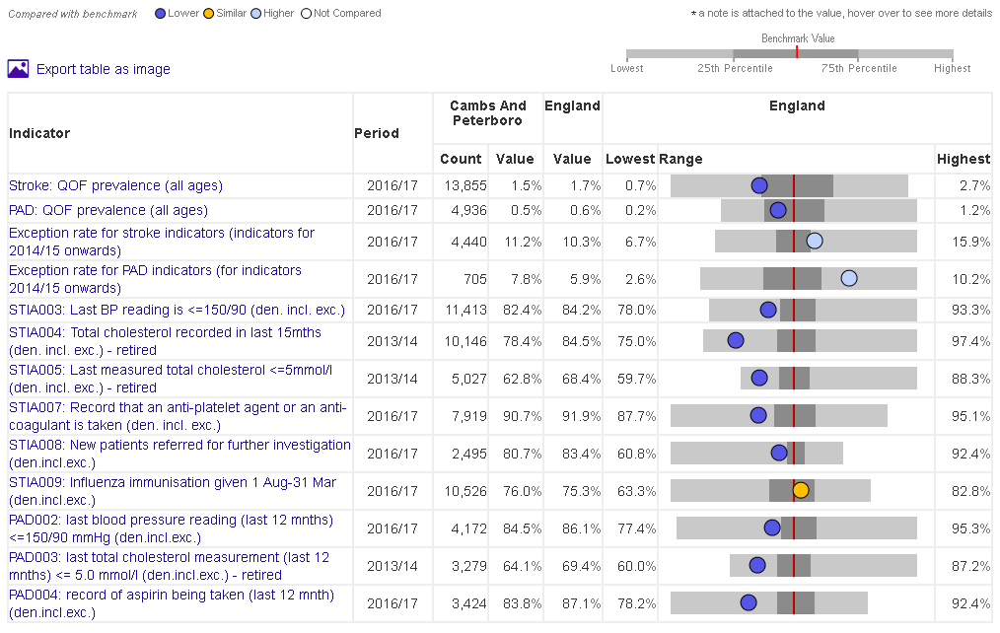 Compared with benchmark Lower Similar Higher Not Compared
* a note is attached to the value, hover over to see more details
Benchmark Value
Lowest 25th Percentile 75th Percentile Highest
Export table as image
Indicator Period Cambs And Peterboro England England
Count Value Value Lowest Range Highest
Stroke: QOF prevalence (all ages) 2016/17 13,855 1.5% 1.7% 0.7% 2.7%
PAD: QOF prevalence (all ages) 2016/17 4,936 0.5% 0.6% 0.2% 1.2%
Exception rate for stroke indicators (indicators for
2014/15 onwards) 2016/17 4,440 11.2% 10.3% 6.7% 15.9%
Exception rate for PAD indicators (for indicators
2014/15 onwards) 2016/17 705 7.8% 5.9% 2.6% 10.2%
STIA003: Last BP reading is <=150/90 (den. incl. exc.) 2016/17 11,413 82.4% 84.2% 78.0% 93.3%
STIA004: Total cholesterol recorded in last 15mths
(den. incl. exc.) - retired 2013/14 10,146 78.4% 84.5% 75.0% 97.4%
STIA005: Last measured total cholesterol <=5mmol/l
(den. incl. exc.) - retired 2013/14 5,027 62.8% 68.4% 59.7% 88.3%
STIA007: Record that an anti-platelet agent or an anti-
coagulant is taken (den. incl. exc.) 2016/17 7,919 90.7% 91.9% 87.7% 95.1%
STIA008: New patients referred for further investigation
(den.incl.exc.) 2016/17 2,495 80.7% 83.4% 60.8% 92.4%
STIA009: Influenza immunisation given 1 Aug-31 Mar
(den.incl.exc.) 2016/17 10,526 76.0% 75.3% 63.3% 82.8%
PAD002: last blood pressure reading (last 12 mnths)
<=150/90 mmHg (den.incl.exc.) 2016/17 4,172 84.5% 86.1% 77.4% 95.3%
PAD003: last total cholesterol measurement (last 12
mnths) <= 5.0 mmol/l (den.incl.exc.) - retired 2013/14 3,279 64.1% 69.4% 60.0% 87.2%
PAD004: record of aspirin being taken (last 12 mnth)
(den.incl.exc.) 2016/17 3,424 83.8% 87.1% 78.2% 92.4%